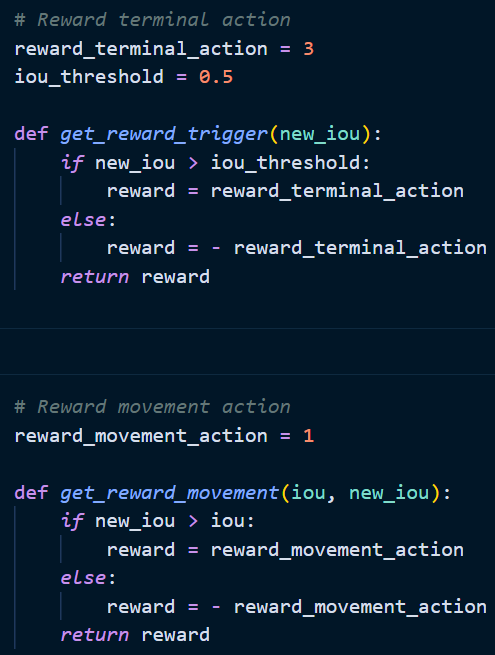 # Reward terminal action
reward_terminal_action = 3
iou_threshold = 0.5
def get_reward_trigger(new_iou):
    if new_iou > iou_threshold:
        reward = reward_terminal_action
    else:
        reward = - reward_terminal_action
    return reward
# Reward movement action
reward_movement_action = 1
def get_reward_movement(iou, new_iou):
    if new_iou > iou:
        reward = reward_movement_action
    else:
        reward = - reward_movement_action
    return reward